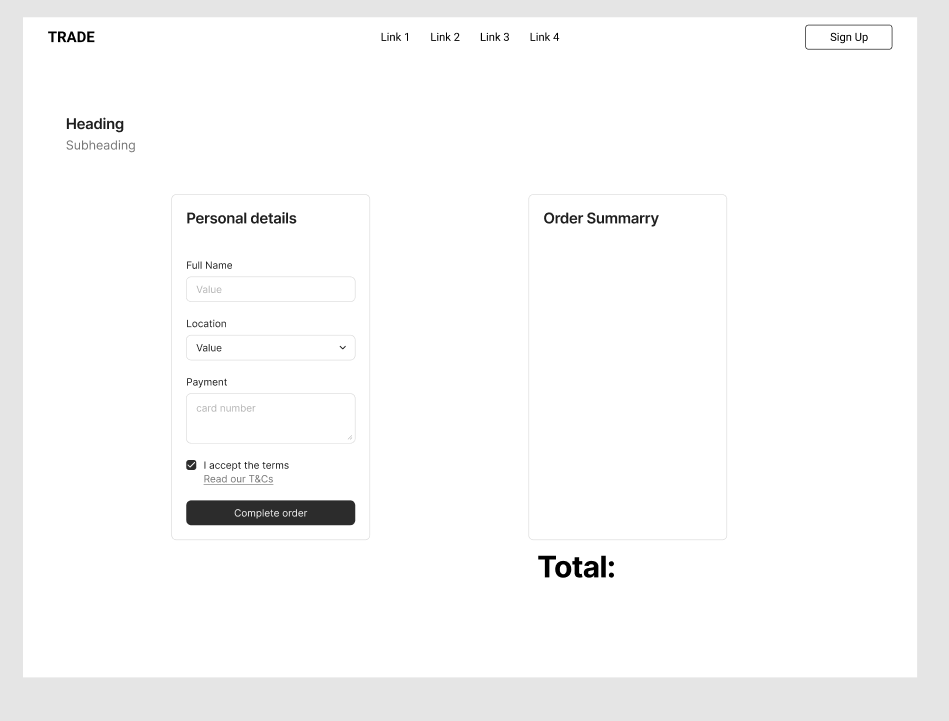 TRADE
Link 1
Link 2
Link 3
Link 4
Sign Up
Heading
Subheading
Personal details
Full Name
Value
Location
Value
Payment
card number
I accept the terms
Read our T&Cs
Complete order
Order Summarry
Total: